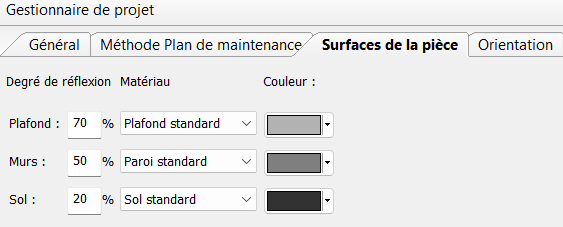 Gestionnaire de projet
Général Méthode Plan de maintenance Surfaces de la pièce Orientation
Degré de réflexion Matériau Couleur :
Plafond : 70 % Plafond standard
Murs : 50 % Paroi standard
Sol : 20 % Sol standard